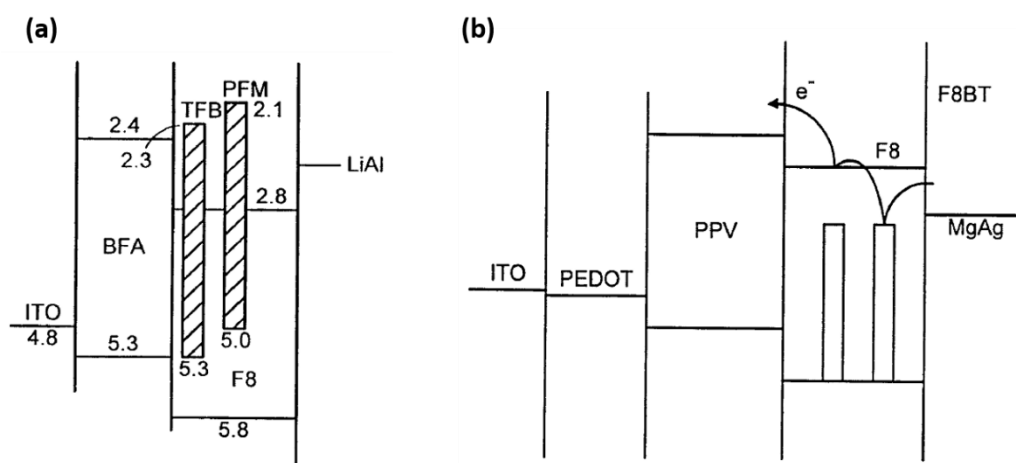 (a)
PFM
TFB
2.1
2.4
2.3
LiAl
2.8
BFA
ITO
4.8
5.3
5.0
5.3
F8
5.8
(b)
e-
F8BT
F8
PPV
MgAg
ITO
PEDOT